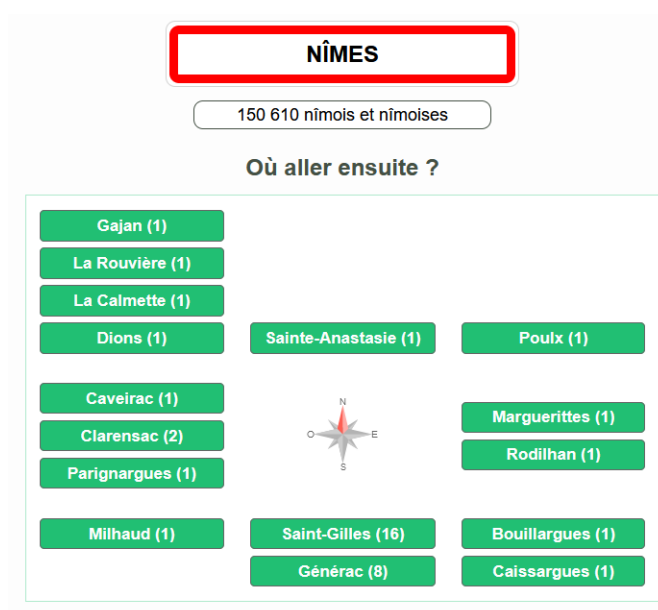 NÎMES
150 610 nîmois et nîmoises
Où aller ensuite ?
Gajan (1)
La Rouvière (1)
La Calmette (1)
Dions (1)
Sainte-Anastasie (1)
Poulx (1)
Caveirac (1)
Clarensac (2)
Parignargues (1)
N
O
E
S
Marguerittes (1)
Rodilhan (1)
Milhaud (1)
Saint-Gilles (16)
Bouillargues (1)
Générac (8)
Caissargues (1)